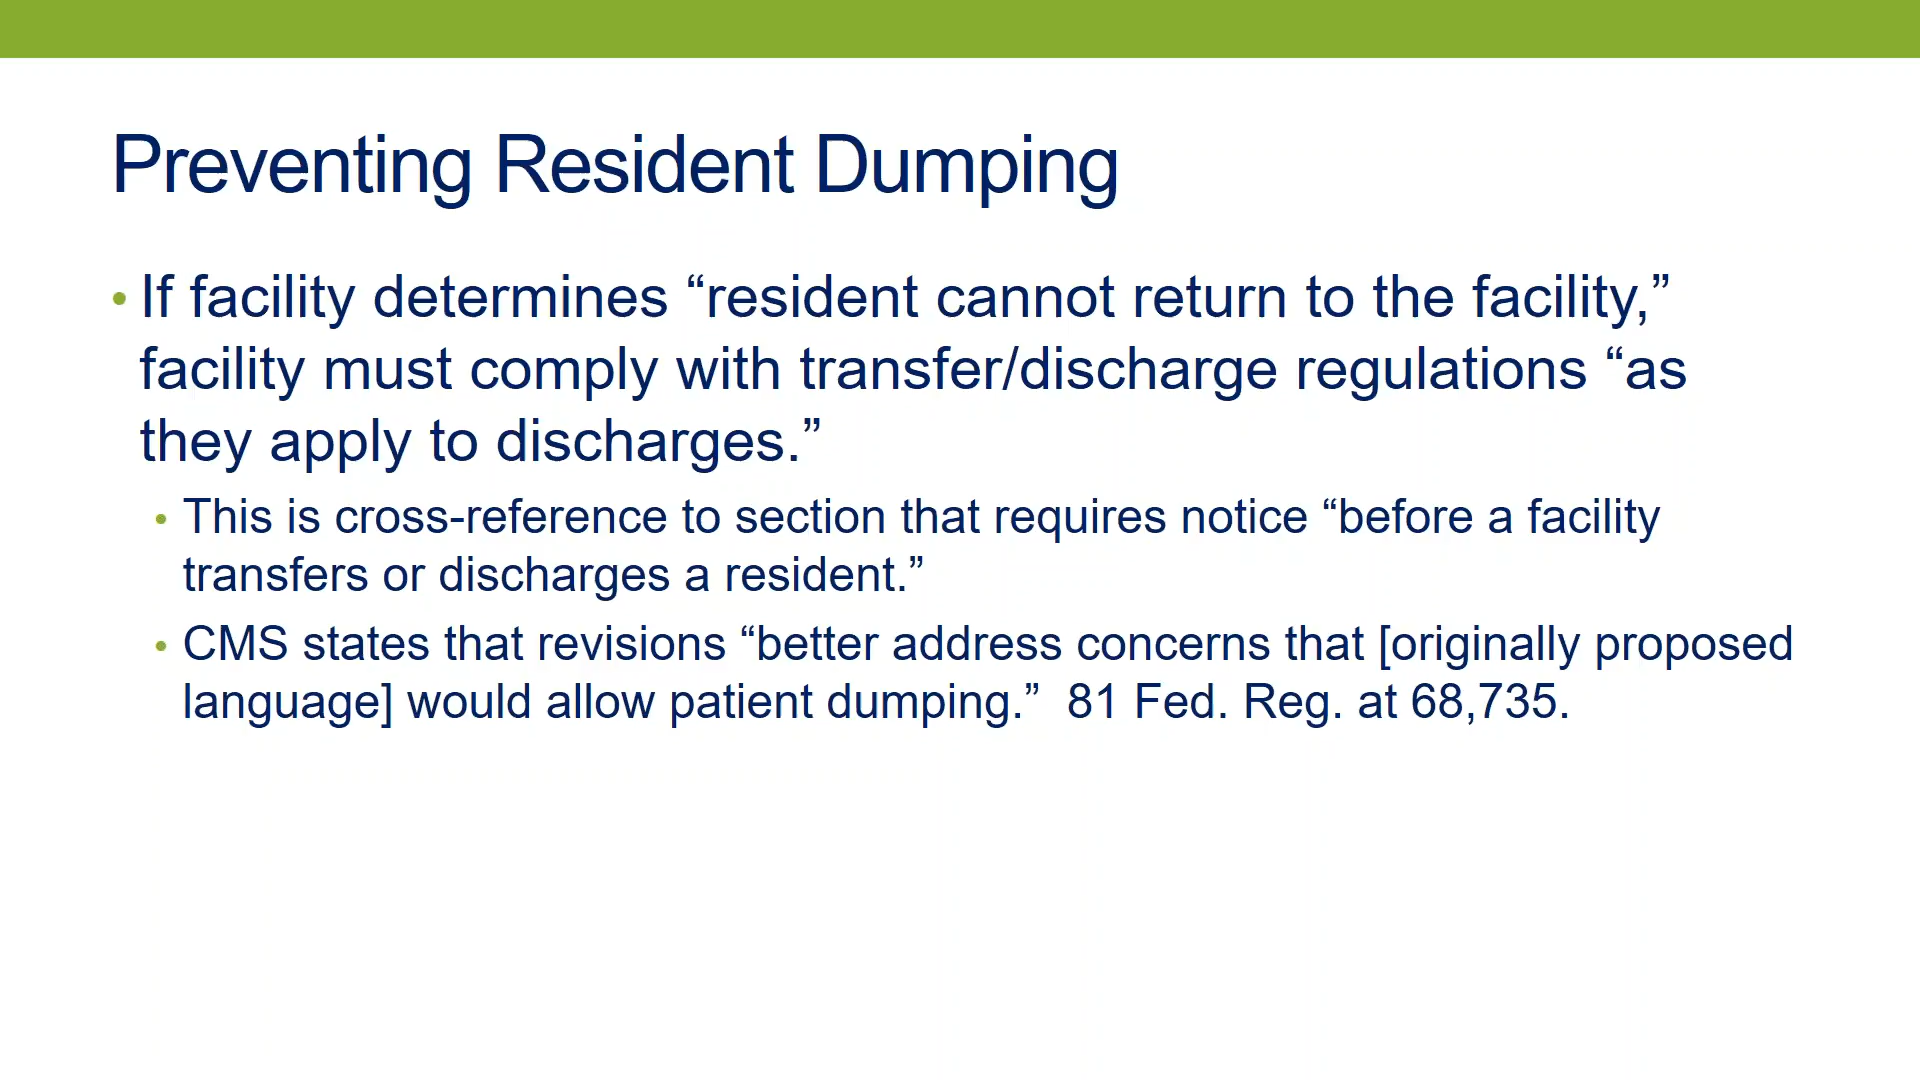 Preventing Resident Dumping
• If facility determines “resident cannot return to the facility,”
facility must comply with transfer/discharge regulations “as
they apply to discharges.”
• This is cross-reference to section that requires notice “before a facility
transfers or discharges a resident.”
• CMS states that revisions “better address concerns that [originally proposed
language] would allow patient dumping.”  81 Fed. Reg. at 68,735.